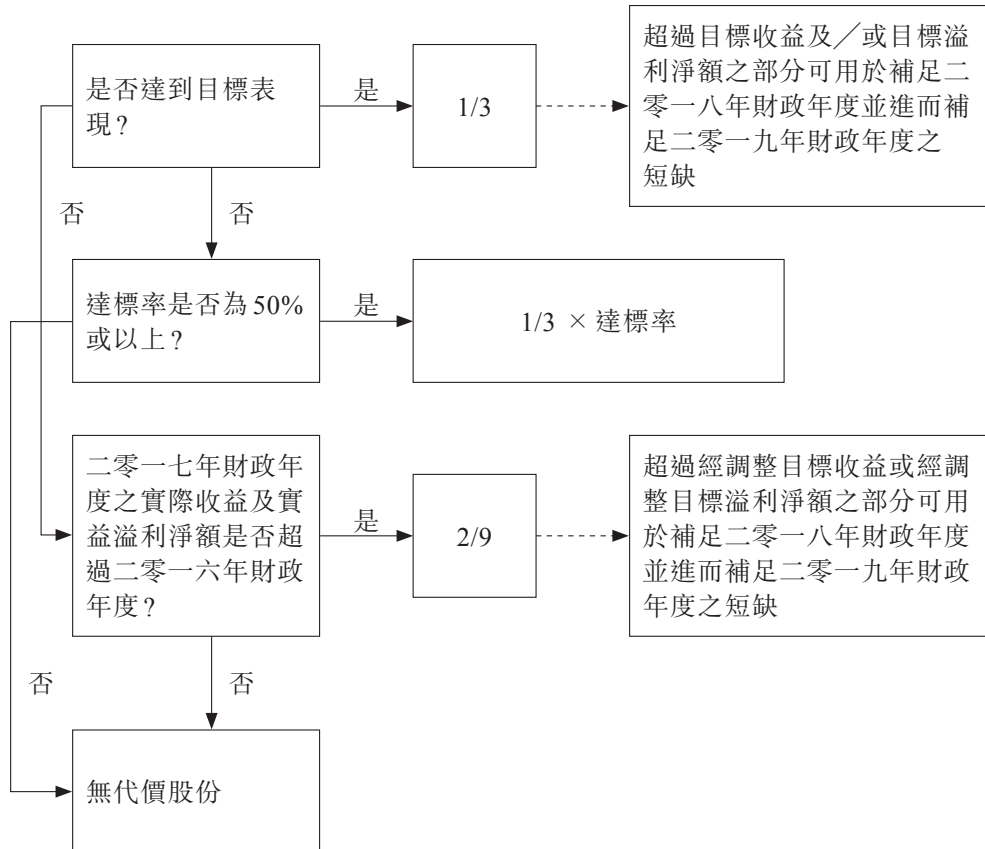 是否達到目標表
現？
是
1/3
超過目標收益及╱或目標溢
利淨額之部分可用於補足二
零一八年財政年度並進而補
足二零一九年財政年度之
短缺
否
否
達標率是否為50%
或以上？
是
1/3 × 達標率
二零一七年財政年
度之實際收益及實
益溢利淨額是否超
過二零一六年財政
年度？
是
2/9
超過經調整目標收益或經調
整目標溢利淨額之部分可用
於補足二零一八年財政年度
並進而補足二零一九年財政
年度之短缺
否
否
無代價股份